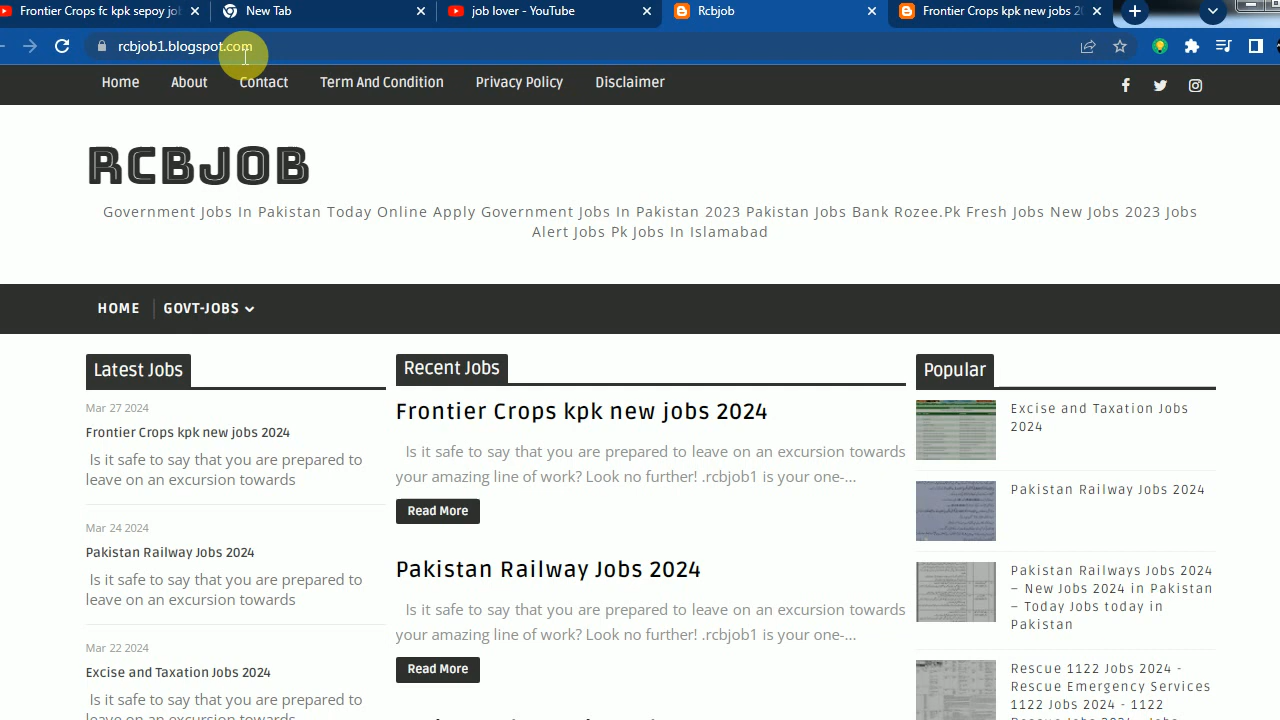 Frontier Crops fc kpk sepoy jo
New Tab
job lover - YouTube
Rcbjob
Frontier Crops kpk new jobs 2
rcbjob1.blogspot.com
Home
About
Contact
Term And Condition
Privacy Policy
Disclaimer
RCBJOB
Government Jobs In Pakistan Today Online Apply Government Jobs In Pakistan 2023 Pakistan Jobs Bank Rozee.Pk Fresh Jobs New Jobs 2023 Jobs
Alert Jobs Pk Jobs In Islamabad
HOME
GOVT-JOBS
Latest Jobs
Mar 27 2024
Frontier Crops kpk new jobs 2024
Is it safe to say that you are prepared to
leave on an excursion towards
Mar 24 2024
Pakistan Railway Jobs 2024
Is it safe to say that you are prepared to
leave on an excursion towards
Mar 22 2024
Excise and Taxation Jobs 2024
Is it safe to say that you are prepared to
leave on an excursion towards
Recent Jobs
Frontier Crops kpk new jobs 2024
Is it safe to say that you are prepared to leave on an excursion towards
your amazing line of work? Look no further! .rcbjob1 is your one-...
Read More
Pakistan Railway Jobs 2024
Is it safe to say that you are prepared to leave on an excursion towards
your amazing line of work? Look no further! .rcbjob1 is your one-...
Read More
Popular
Excise and Taxation Jobs
2024
Pakistan Railway Jobs 2024
Pakistan Railways Jobs 2024
– New Jobs 2024 in Pakistan
– Today Jobs today in
Pakistan
Rescue 1122 Jobs 2024 -
Rescue Emergency Services
1122 Jobs 2024 - 1122